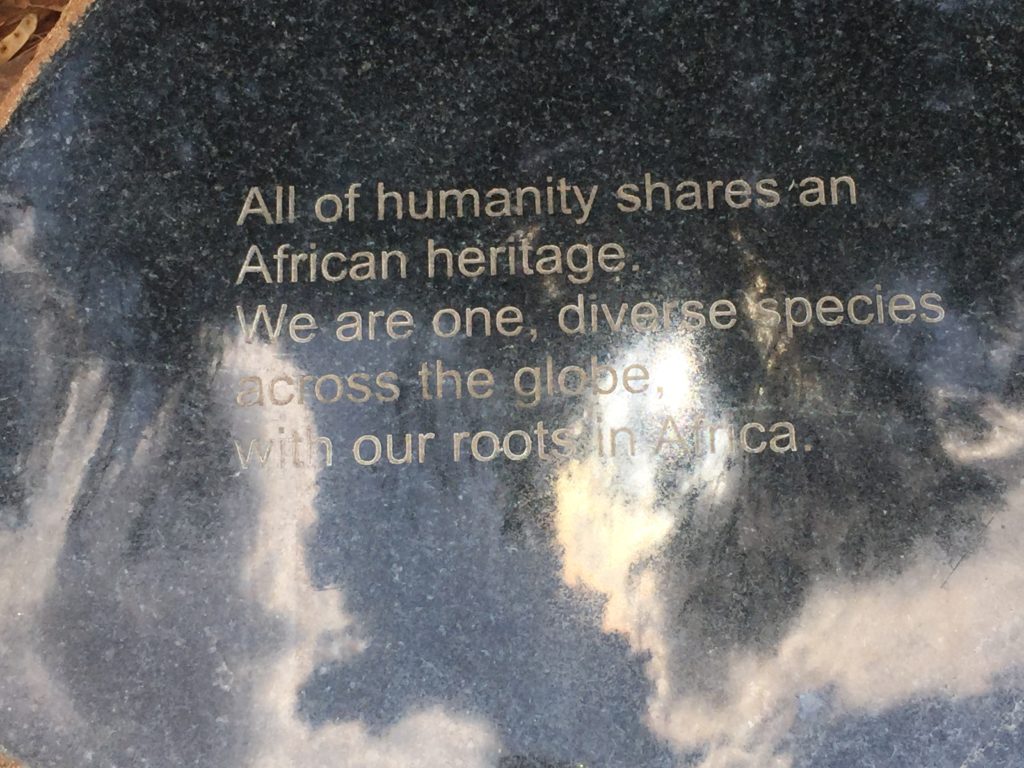 All of humanity shares an
African heritage.
We are one, diverse species
across the globe,
with our roots in Africa.